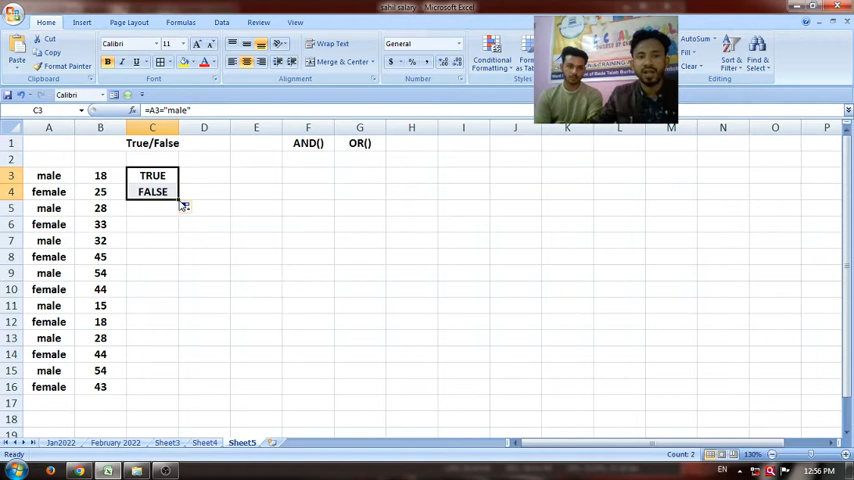 sahil salary - Microsoft Excel
Home Insert Page Layout Formulas Data Review View
Cut
Copy
Format Painter
Paste
Clipboard
Calibri 11
Font
Wrap Text
Merge & Center
Alignment
General
Number
Conditional Formatting
AutoSum
Fill
Clear
Sort & Filter
Find & Select
Editing
Calibri
C3 fx =A3="male"
A B C D E F G H I J K L M N O P
1 True/False AND() OR()
2
3 male 18 TRUE
4 female 25 FALSE
5 male 28
6 female 33
7 male 32
8 female 45
9 male 54
10 female 44
11 male 15
12 female 18
13 male 28
14 female 44
15 male 54
16 female 43
17
18
19
Jan2022 February 2022 Sheet3 Sheet4 Sheet5
Ready Count: 2 130%
EN 12:56 PM